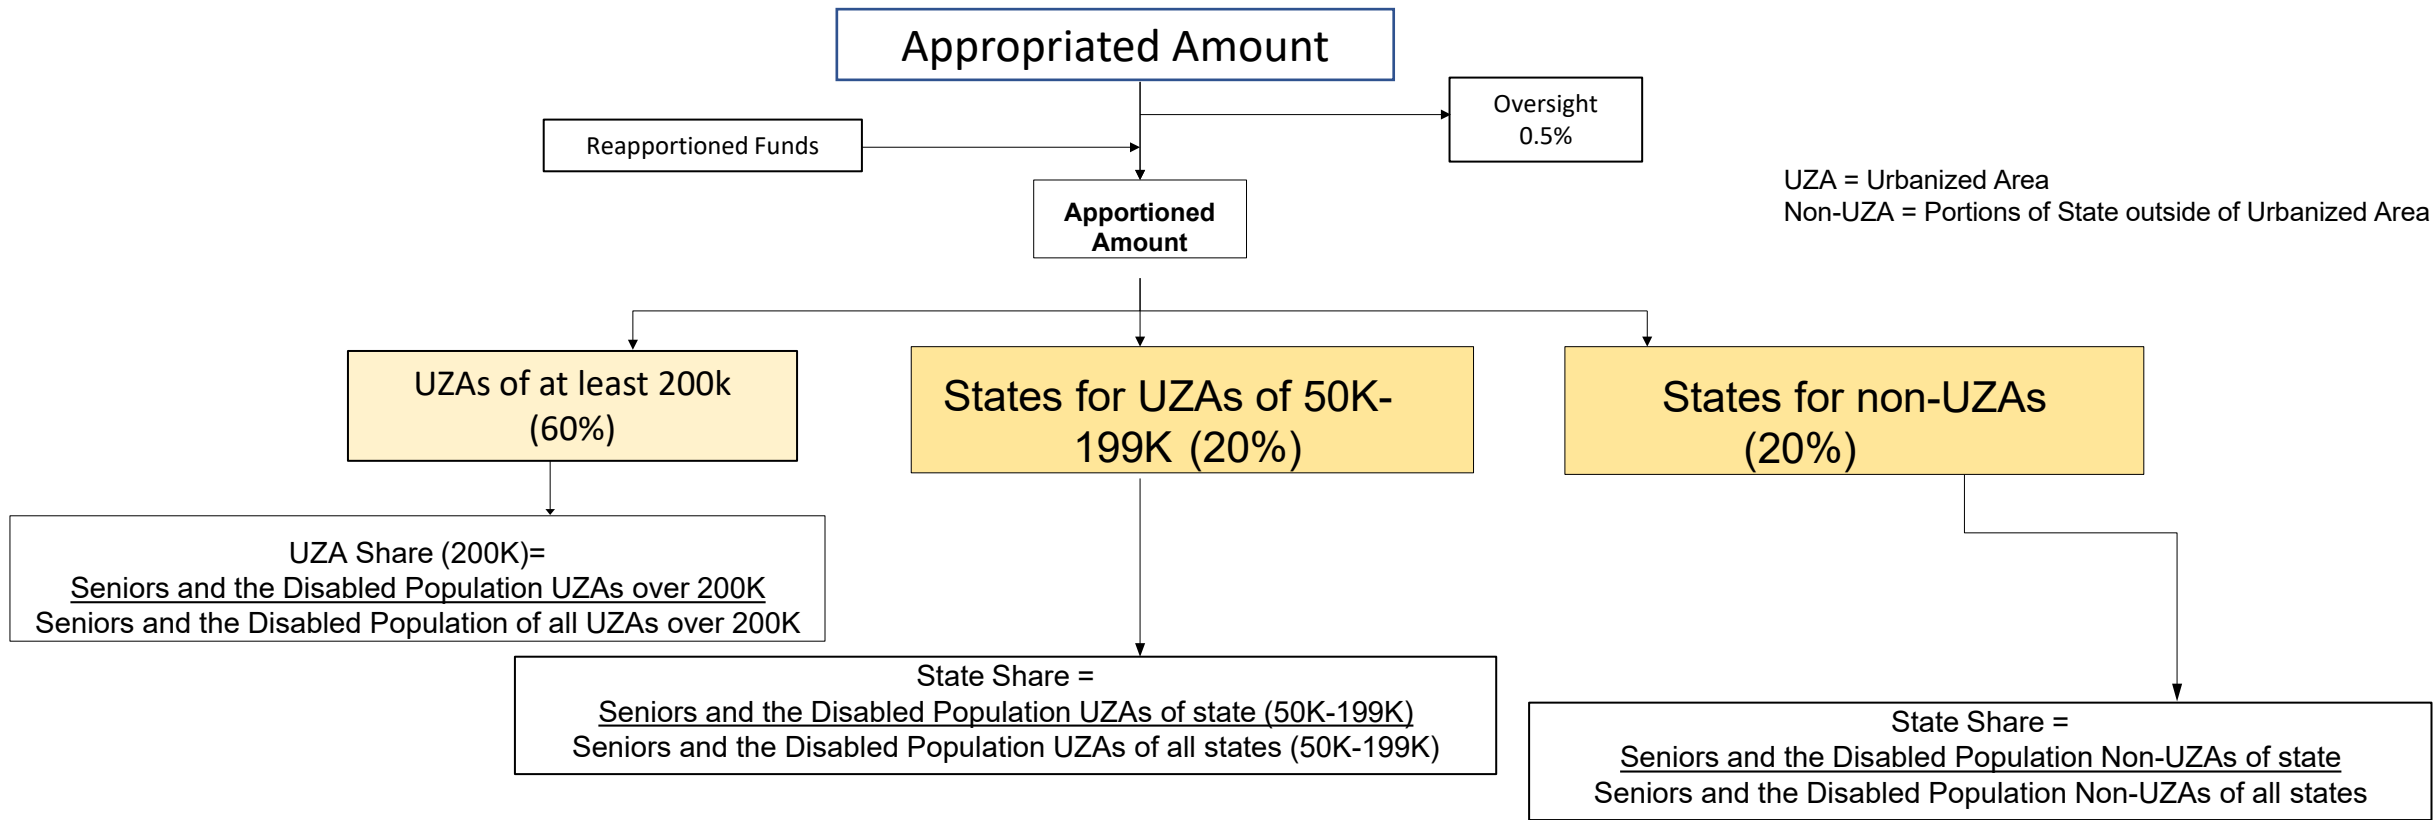 Appropriated Amount
Oversight
0.5%
Reapportioned Funds
UZA = Urbanized Area
Non-UZA = Portions of State outside of Urbanized Area
Apportioned
Amount
UZAs of at least 200k
(60%)
States for UZAs of 50K-
199K (20%)
States for non-UZAs
(20%)
UZA Share (200K)=
Seniors and the Disabled Population UZAs over 200K
Seniors and the Disabled Population of all UZAs over 200K
State Share =
Seniors and the Disabled Population UZAs of state (50K-199K)
Seniors and the Disabled Population UZAs of all states (50K-199K)
State Share =
Seniors and the Disabled Population Non-UZAs of state
Seniors and the Disabled Population Non-UZAs of all states